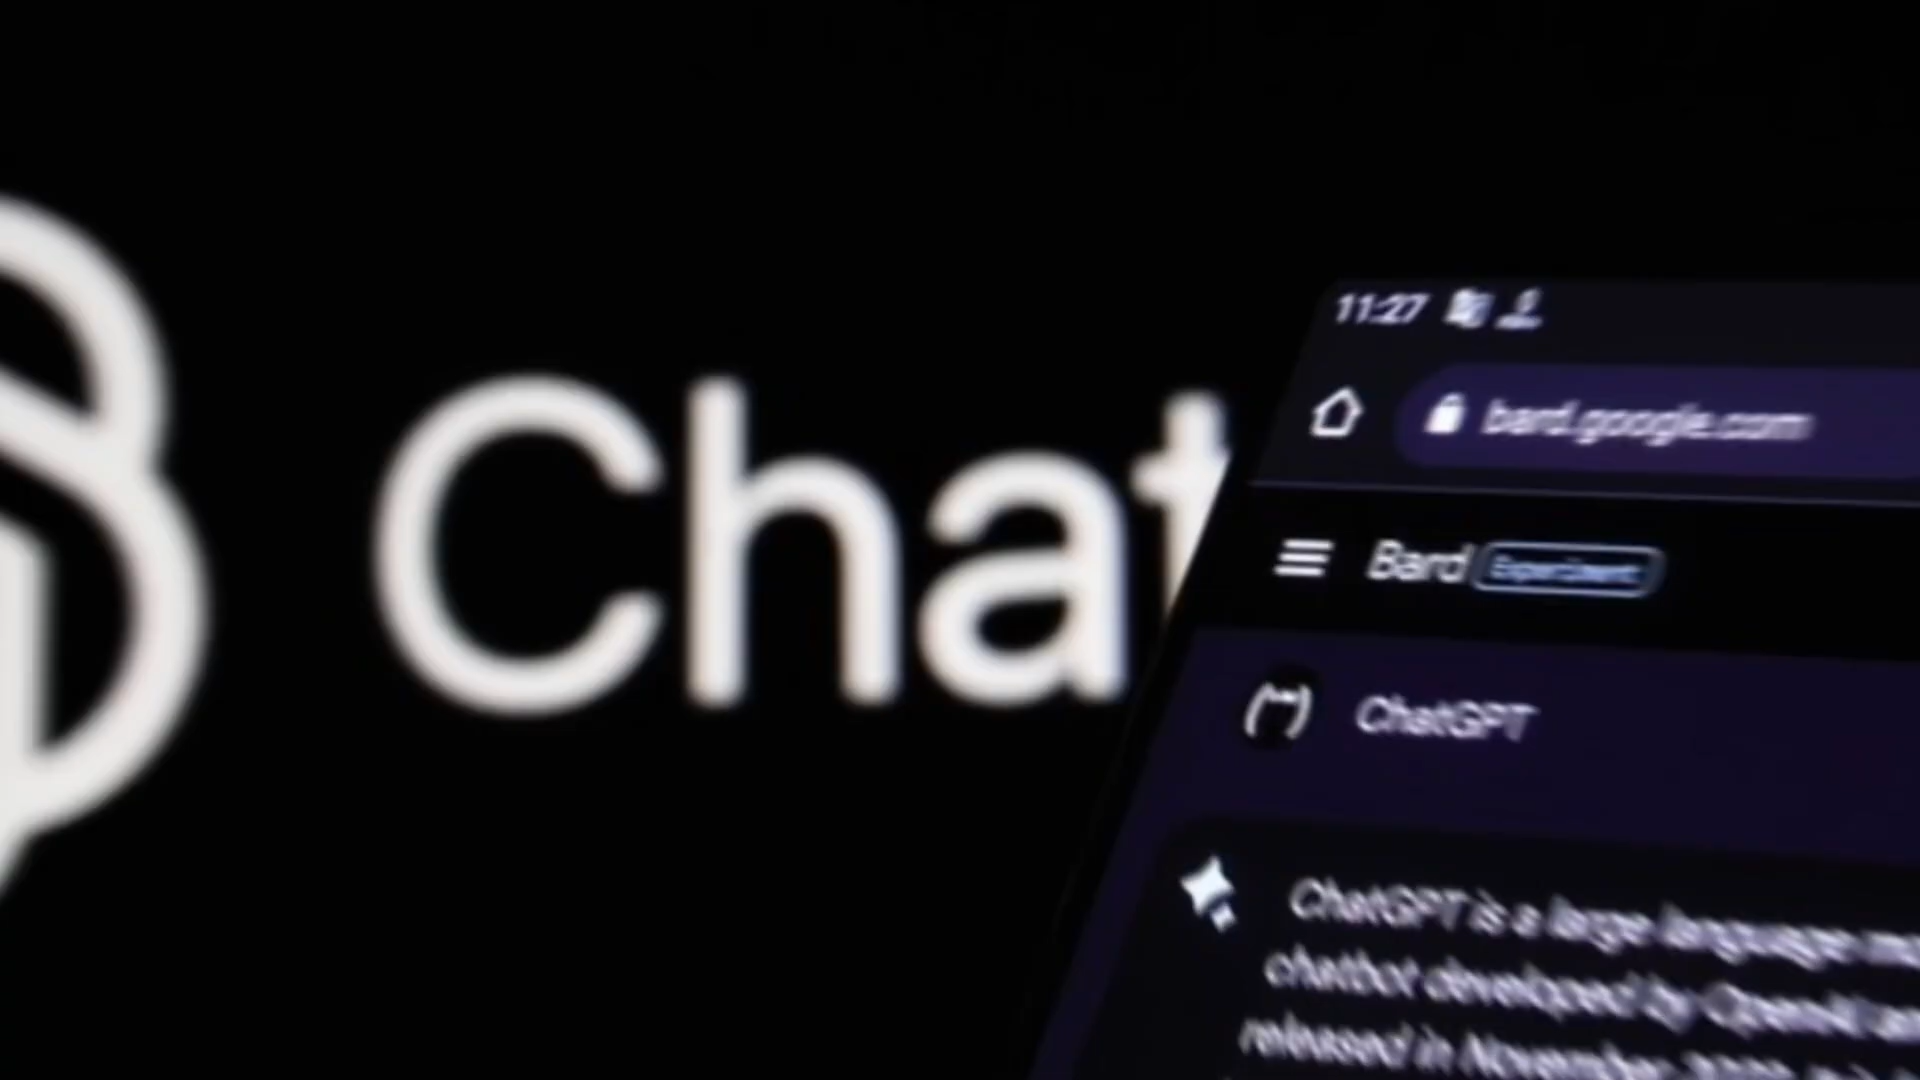 Chat
11:27
bard.google.com
Bard Experiment
ChatGPT
ChatGPT is a large language
chatbot developed by OpenAI
released in November